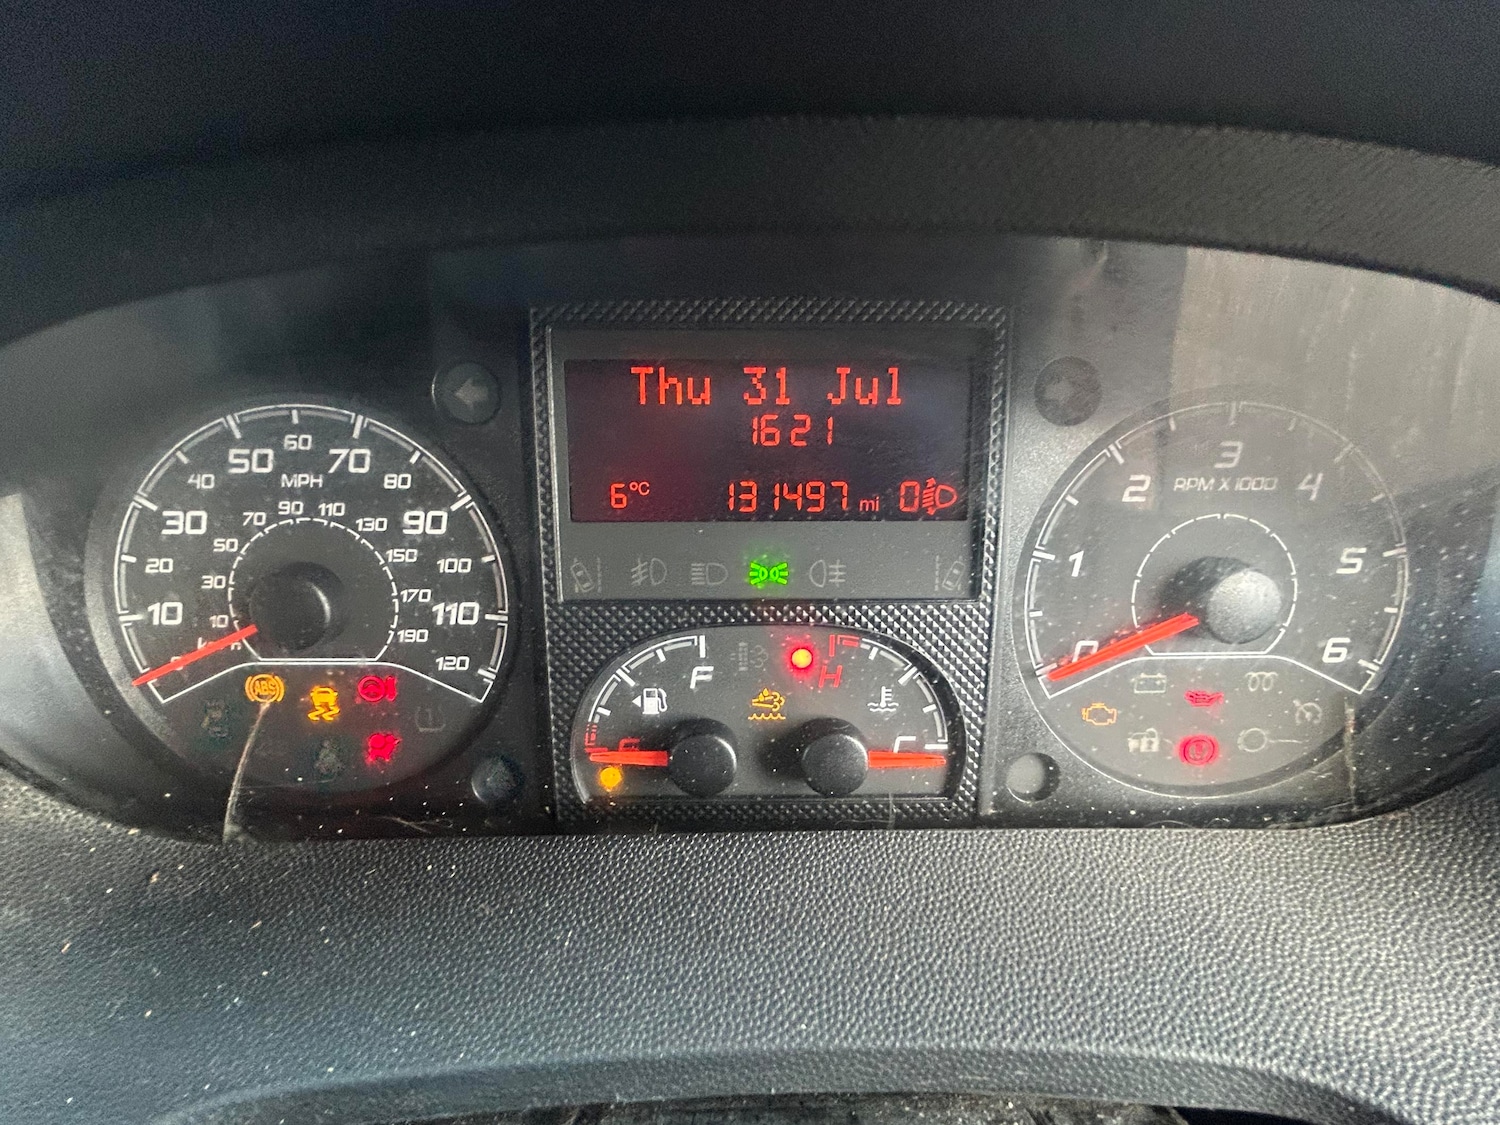 Thu 31 Jul
16 21
6°C 131497 mi 0
10 20 30 40 50 60 70 80 90 100 110 120
MPH
10 30 50 70 90 110 130 150 170 190
ABS
F
H
C
0 1 2 3 4 5 6
RPM X 1000